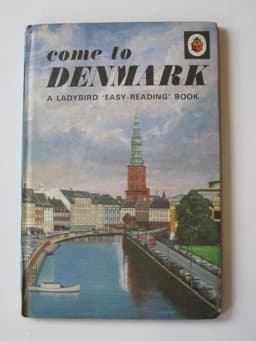 come to
DENMARK
A LADYBIRD 'EASY-READING' BOOK